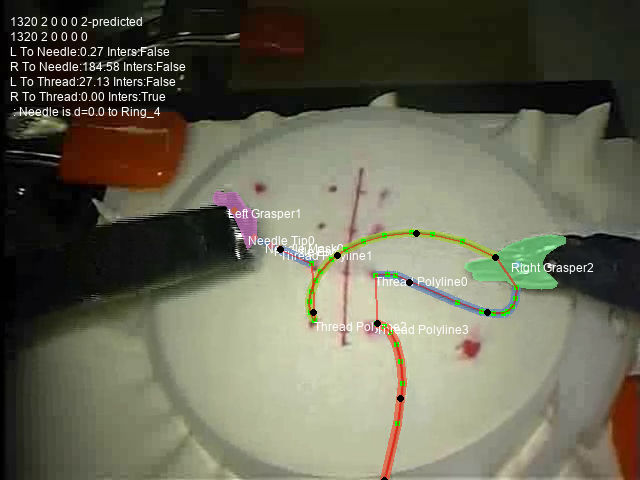 1320 2 0 0 0 2-predicted
1320 2 0 0 0 0
L To Needle:0.27 Inters:False
R To Needle:184.58 Inters:False
L To Thread:27.13 Inters:False
R To Thread:0.00 Inters:True
: Needle is d=0.0 to Ring_4
Left Grasper1
Needle Tip0
Thread Polyline1
Right Grasper2
Thread Polyline0
Thread Polyline3